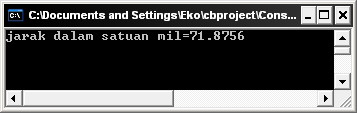 C:\Documents and Settings\Eko\cbproject\Cons...
jarak dalam satuan mil=71.8756